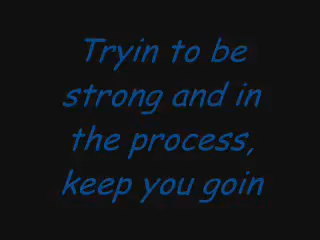 Tryin to be
strong and in
the process,
keep you goin